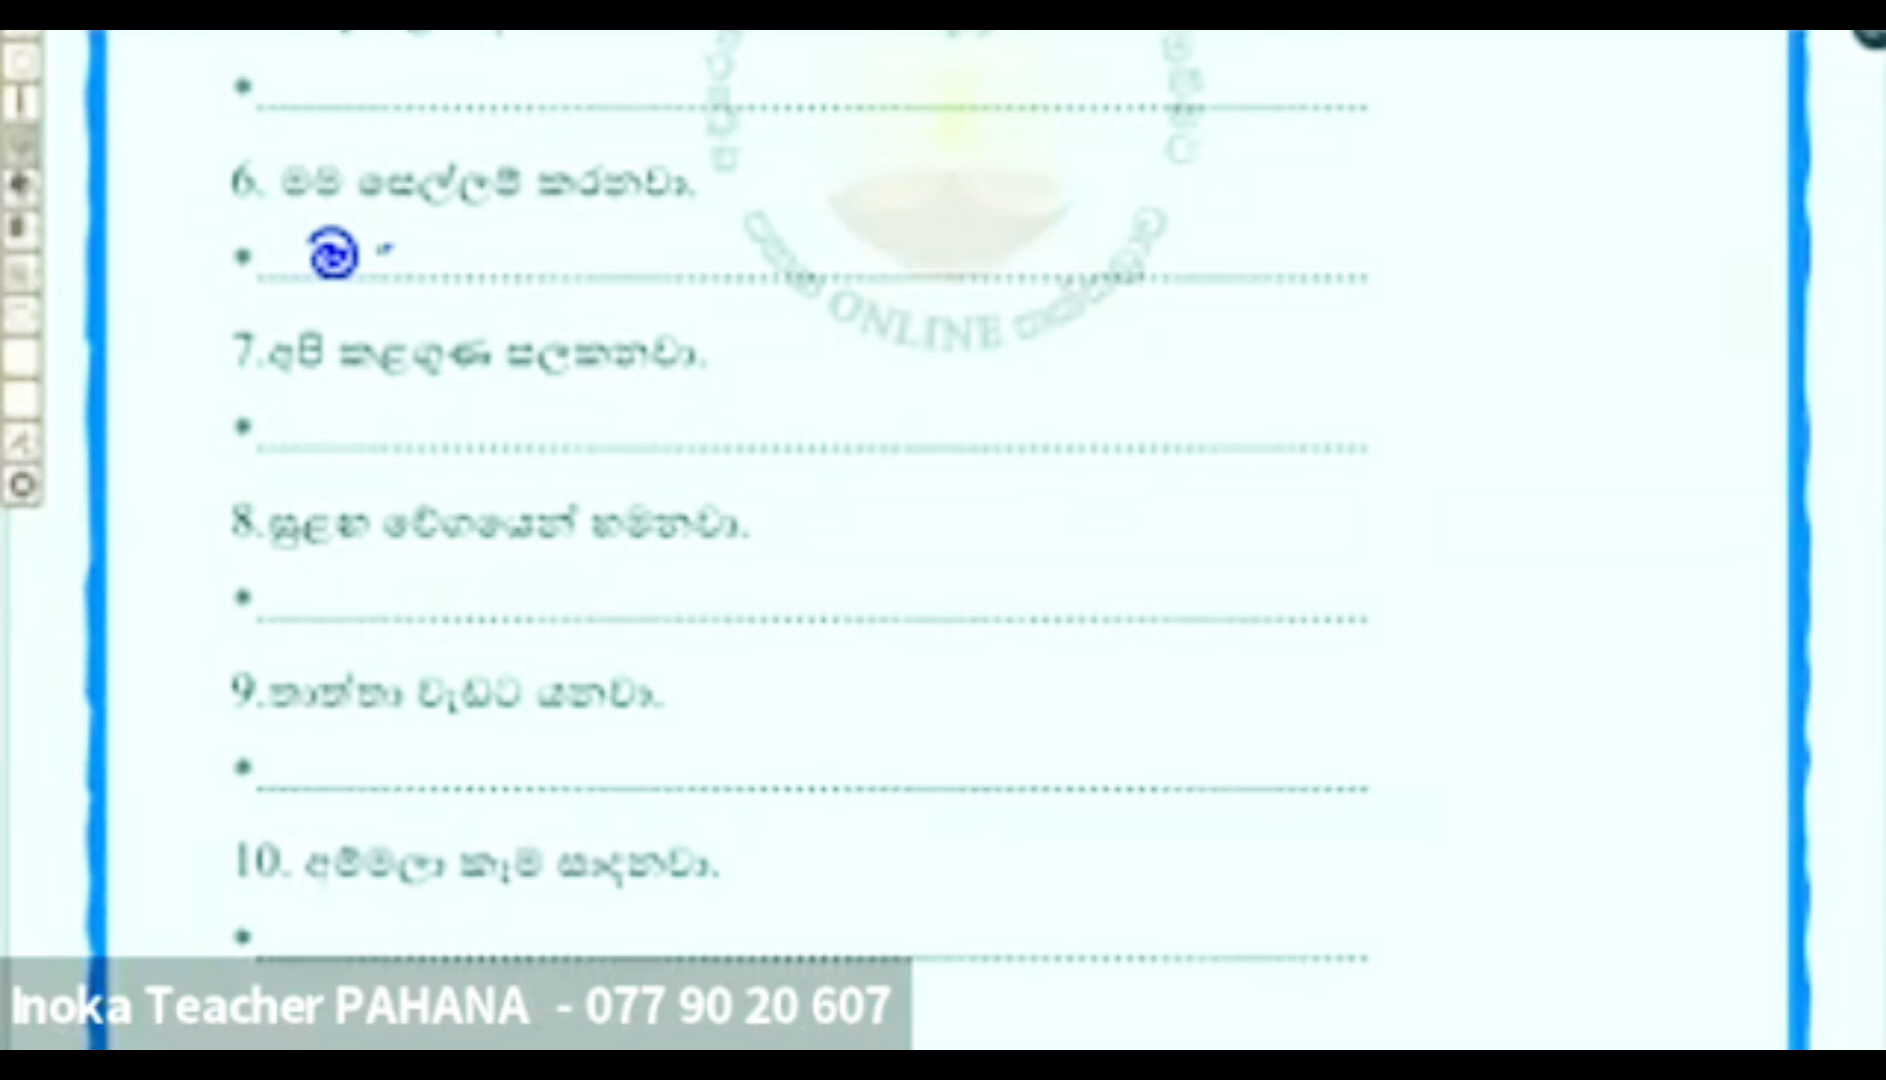 6. මම සෙල්ලම් කරනවා.
ම
7.අපි කළගුණ සලකනවා.
ONLINE
8.සුළඟ වේගයෙන් හමනවා.
9.තාත්තා වැඩට යනවා.
10. අම්මලා කෑම සාදනවා.
Inoka Teacher PAHANA - 077 90 20 607